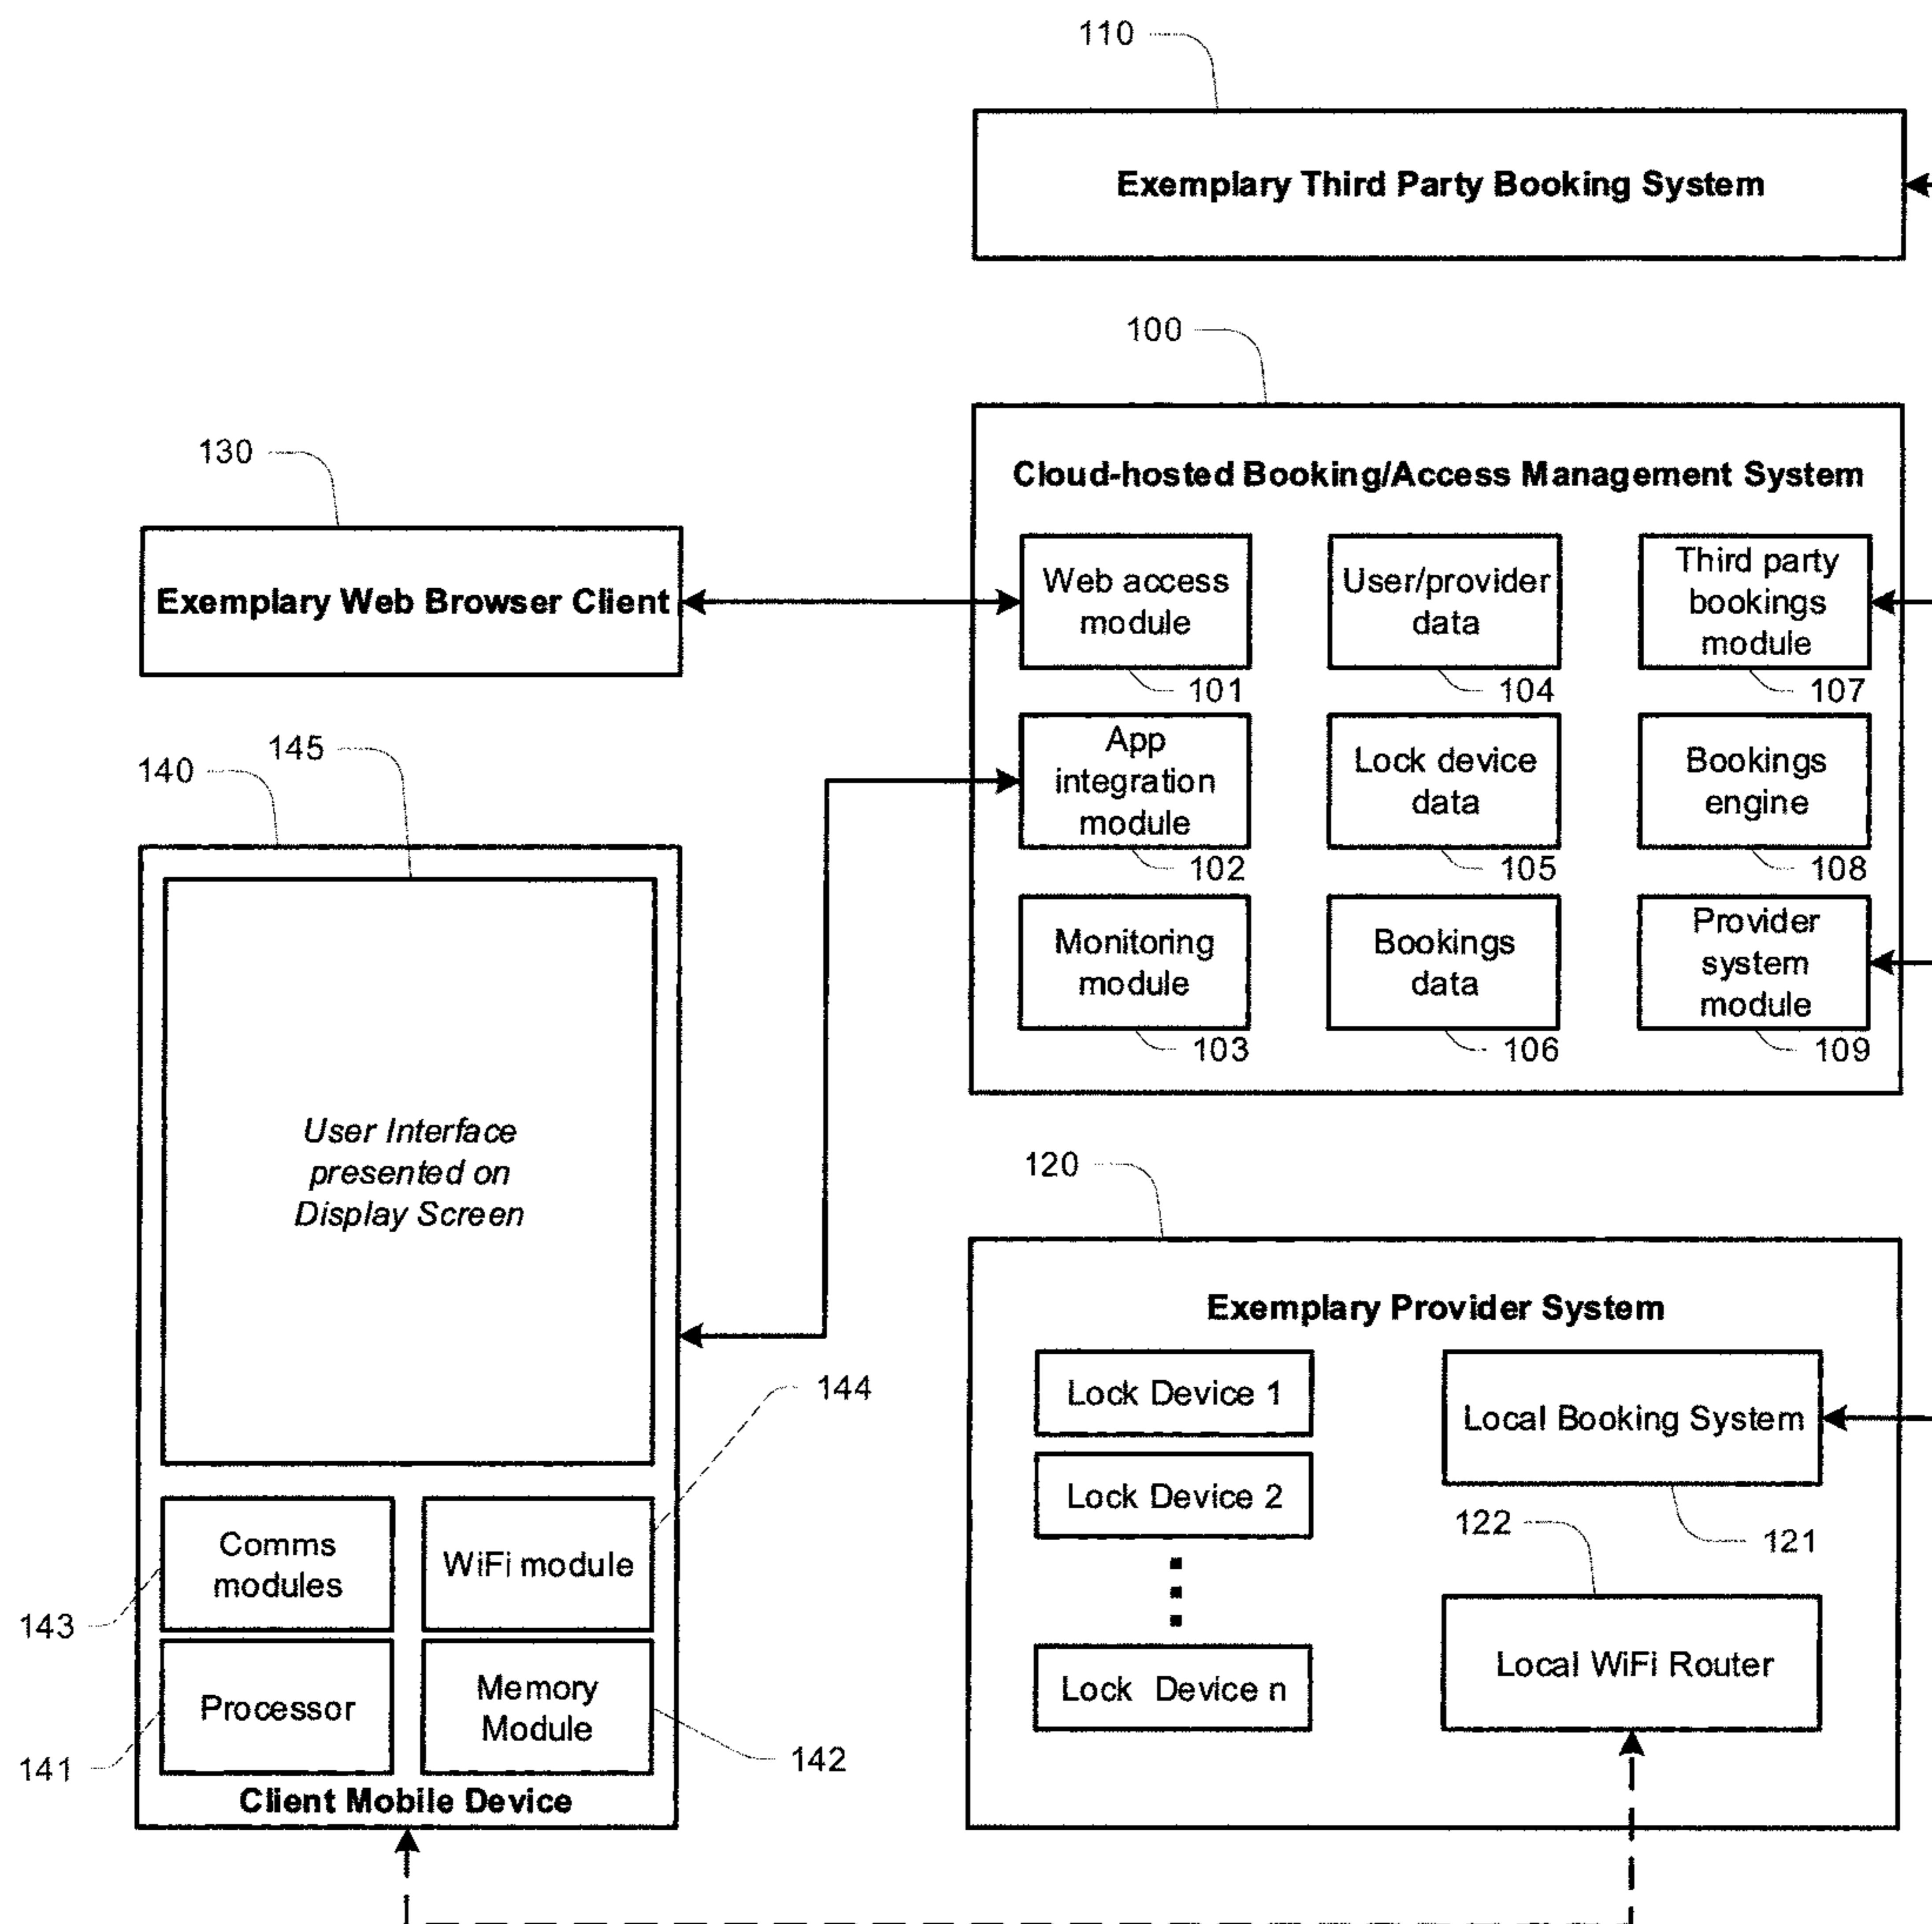 110
Exemplary Third Party Booking System
100
Cloud-hosted Booking/Access Management System
130
Exemplary Web Browser Client
Web access
module
101
User/provider
data
104
Third party
bookings
module
107
App
integration
module
102
Lock device
data
105
Bookings
engine
108
Monitoring
module
103
Bookings
data
106
Provider
system
module
109
140
145
User Interface
presented on
Display Screen
144
Comms
modules
WiFi module
143
Processor
Memory
Module
141
142
Client Mobile Device
120
Exemplary Provider System
Lock Device 1
Lock Device 2
Lock Device n
Local Booking System
121
122
Local WiFi Router